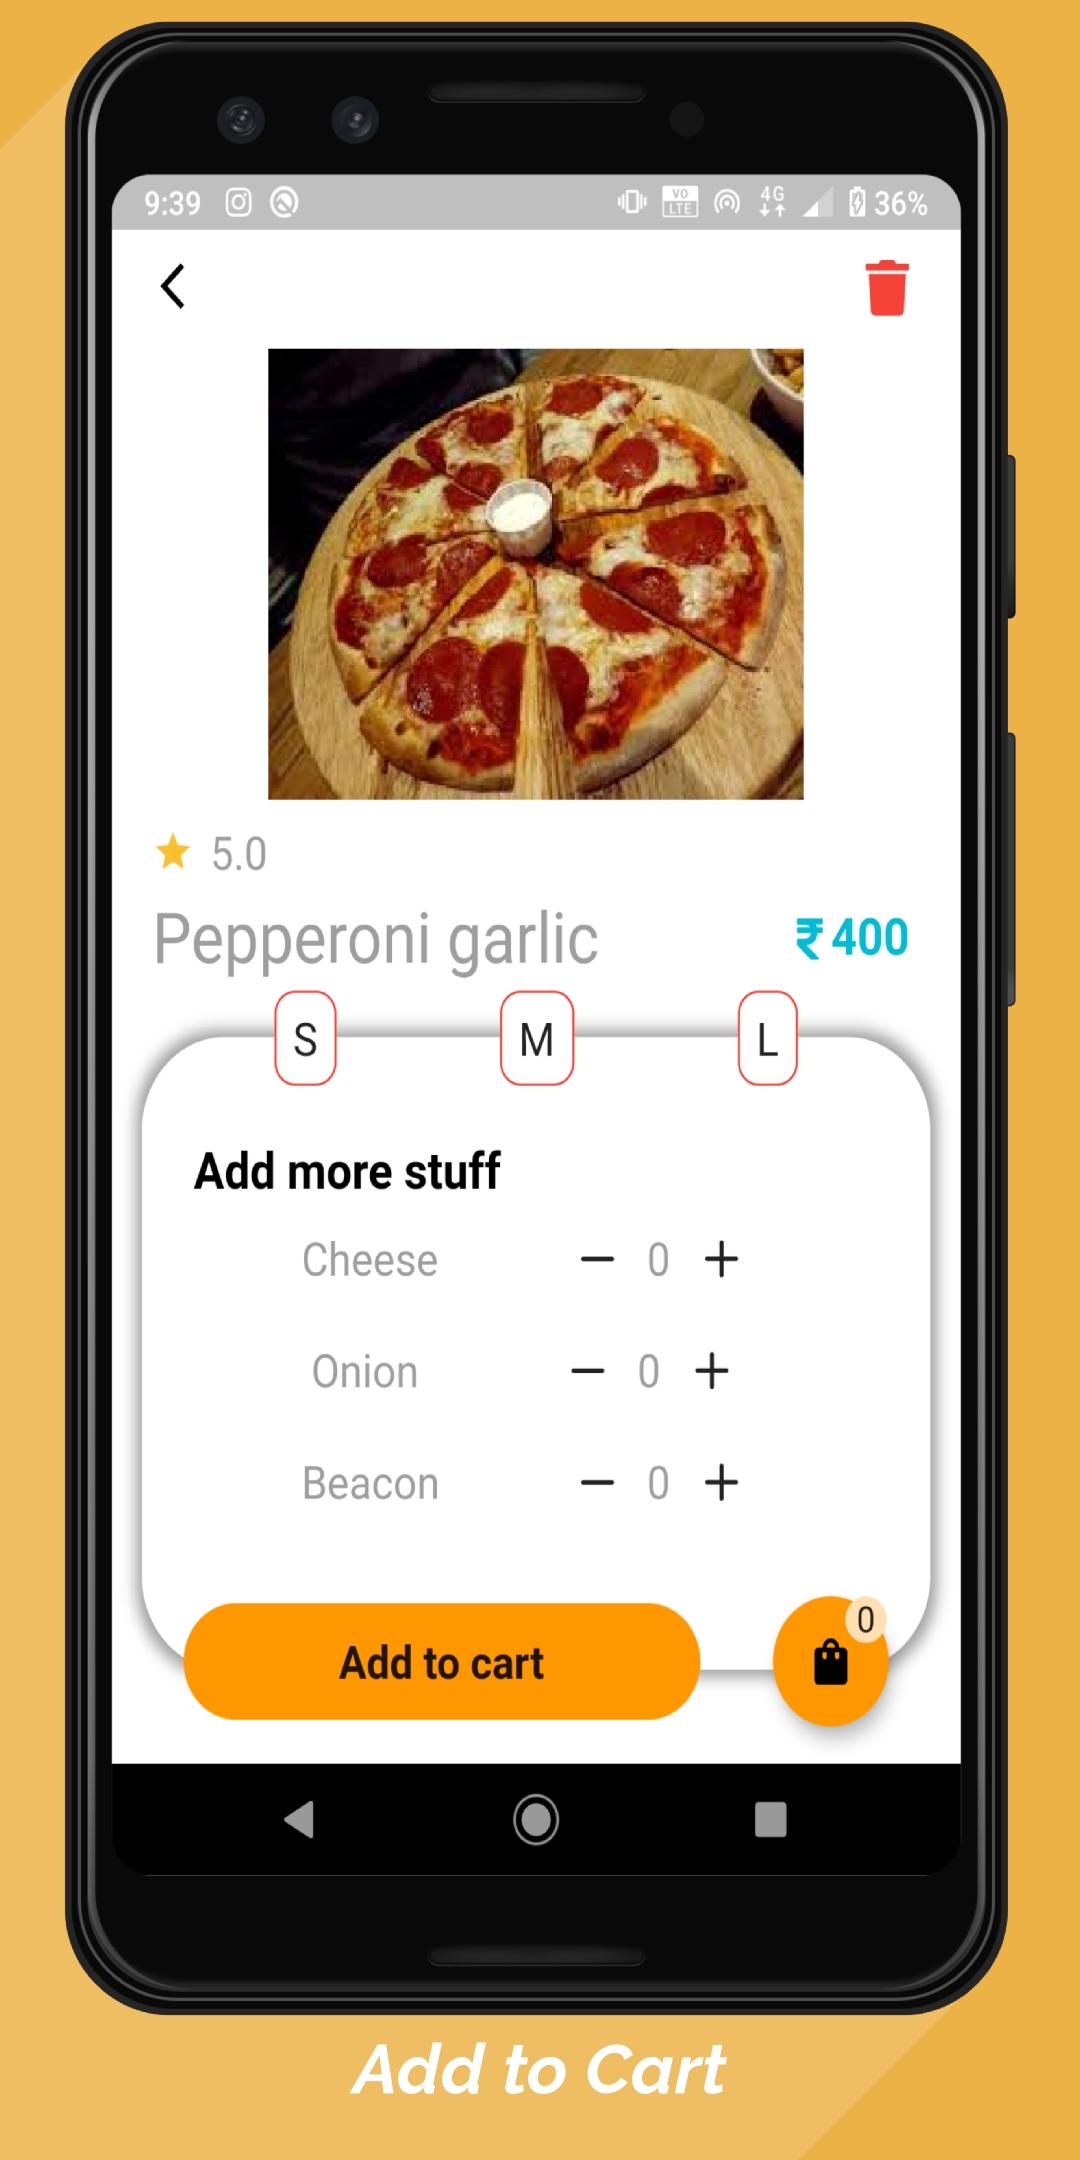 9:39 VO LTE 4G 36%
5.0
Pepperoni garlic ₹400
S M L
Add more stuff
Cheese − 0 +
Onion − 0 +
Beacon − 0 +
Add to cart 0
Add to Cart